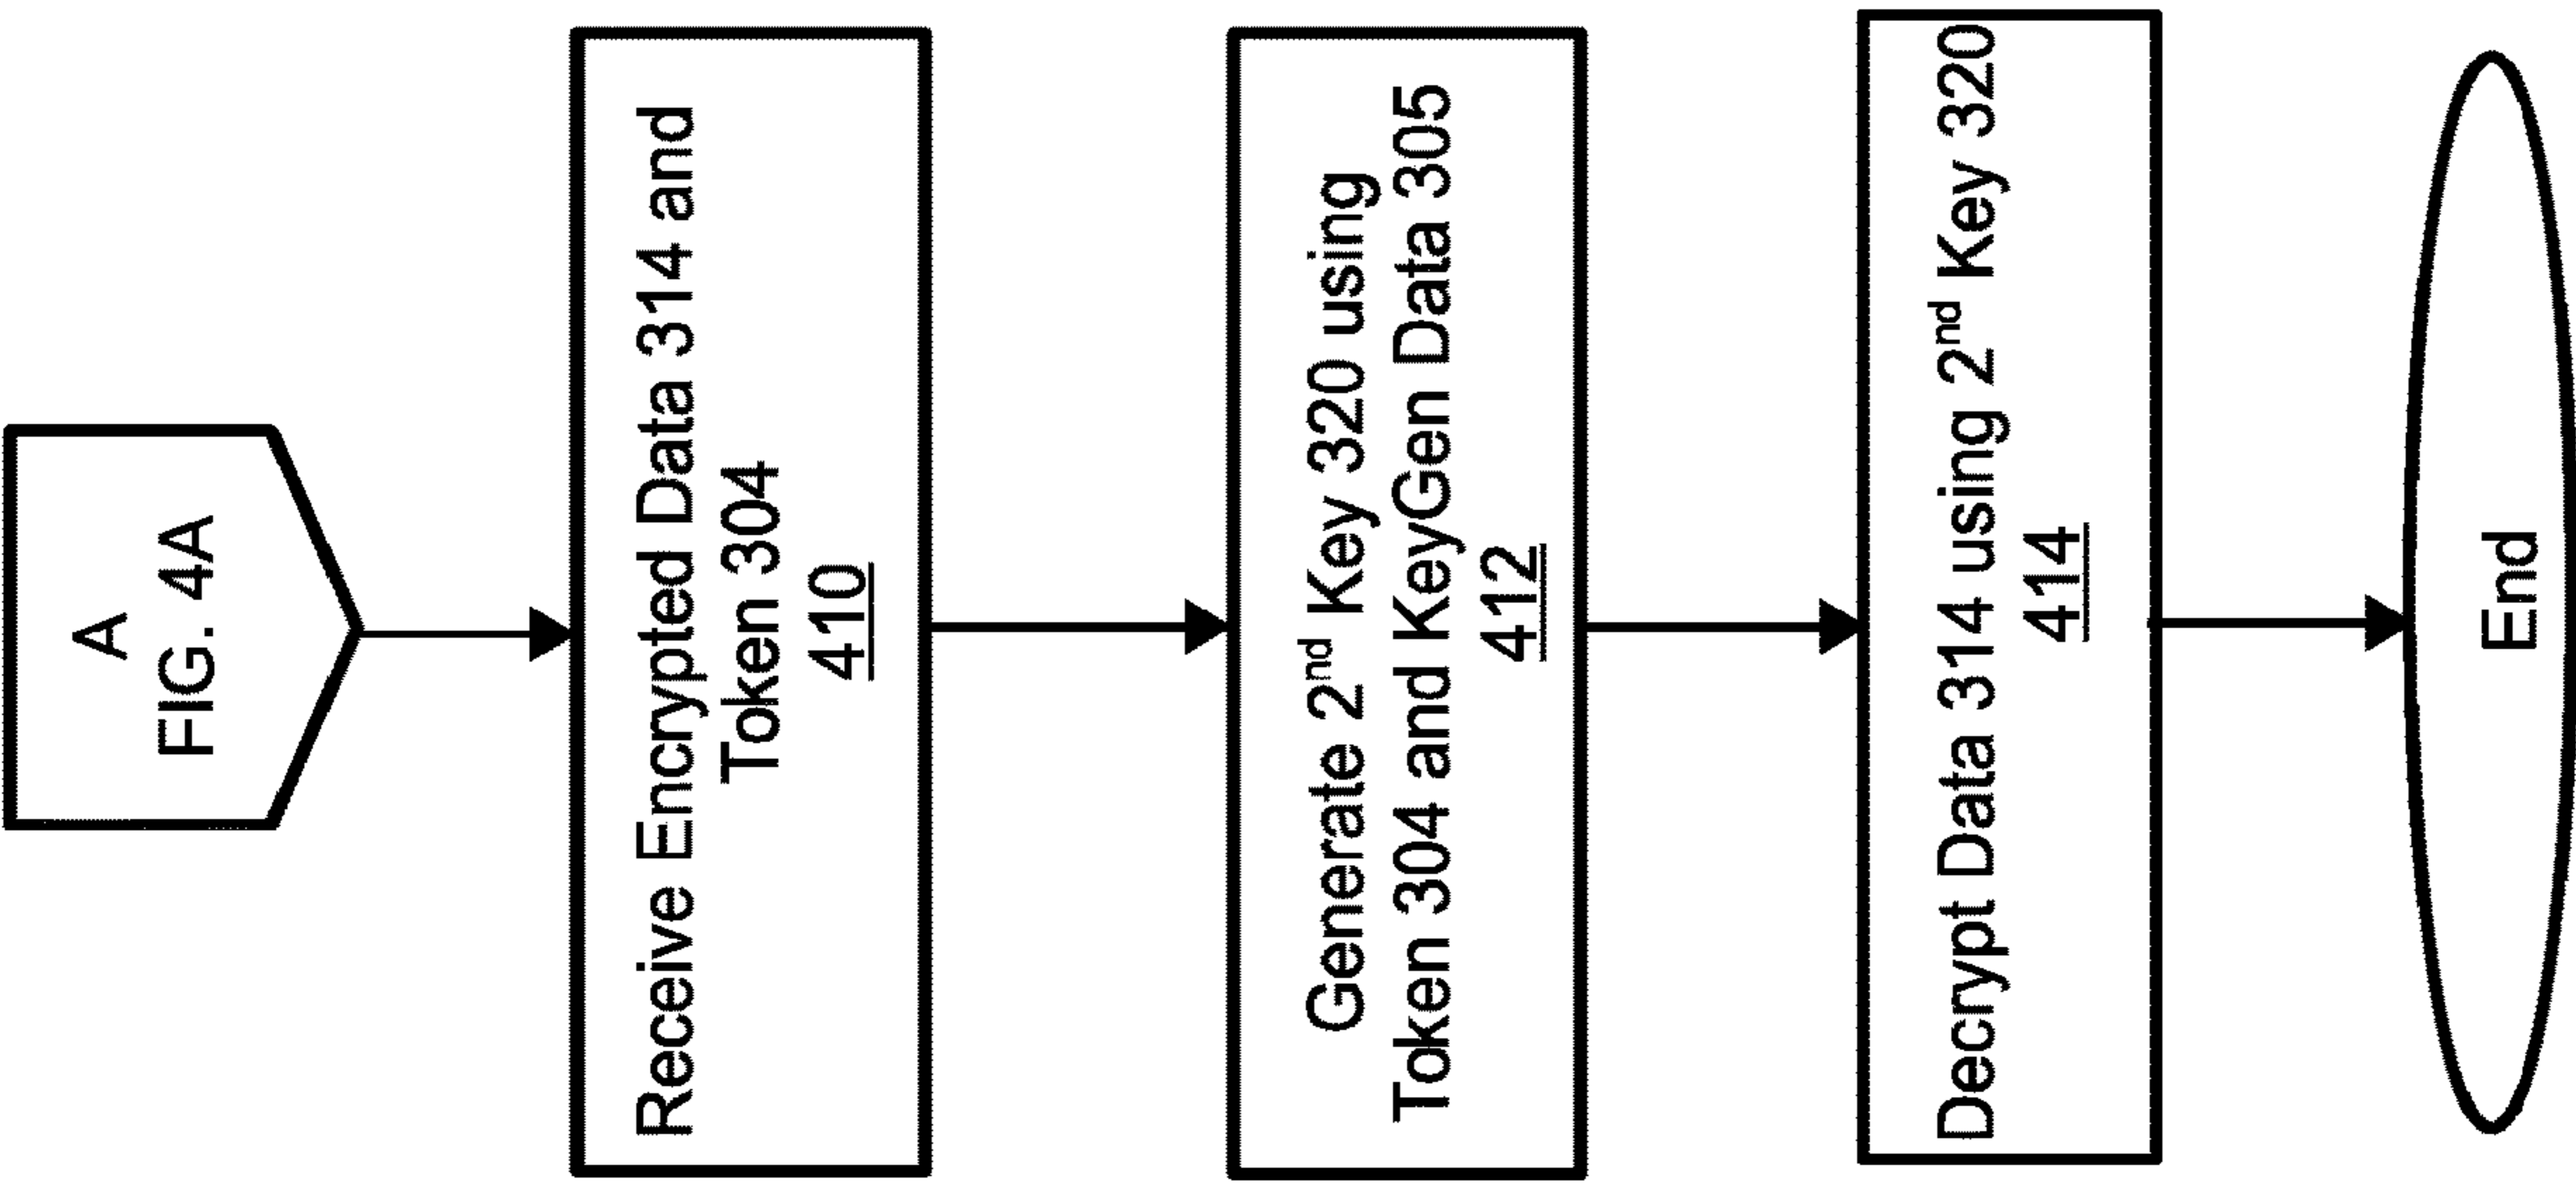 A
FIG. 4A
Receive Encrypted Data 314 and
Token 304
410
Generate 2nd Key 320 using
Token 304 and KeyGen Data 305
412
Decrypt Data 314 using 2nd Key 320
414
End